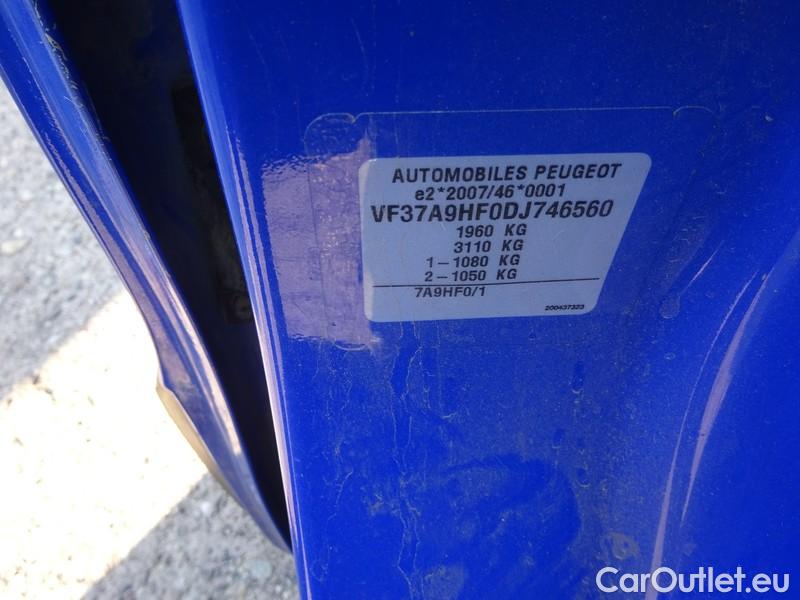 AUTOMOBILES PEUGEOT
e2*2007/46*0001
VF37A9HF0DJ746560
1960 KG
3110 KG
1-1080 KG
2-1050 KG
7A9HF0/1
200437323
CarOutlet.eu